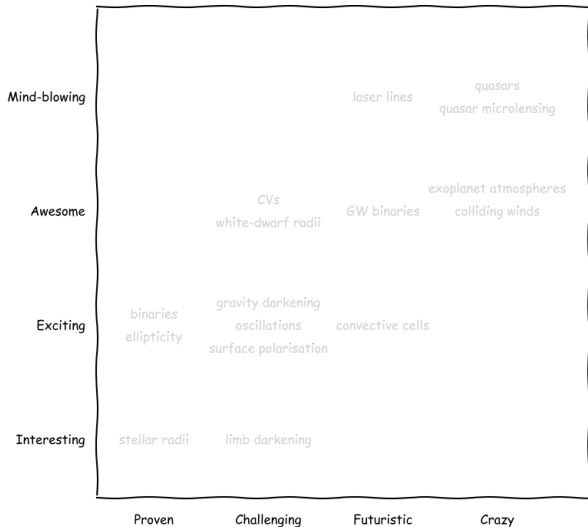 Mind-blowing
laser lines
quasars
quasar microlensing
Awesome
CVs
white-dwarf radii
GW binaries
exoplanet atmospheres
colliding winds
Exciting
binaries
ellipticity
gravity darkening
oscillations
surface polarisation
convective cells
Interesting
stellar radii
limb darkening
Proven
Challenging
Futuristic
Crazy